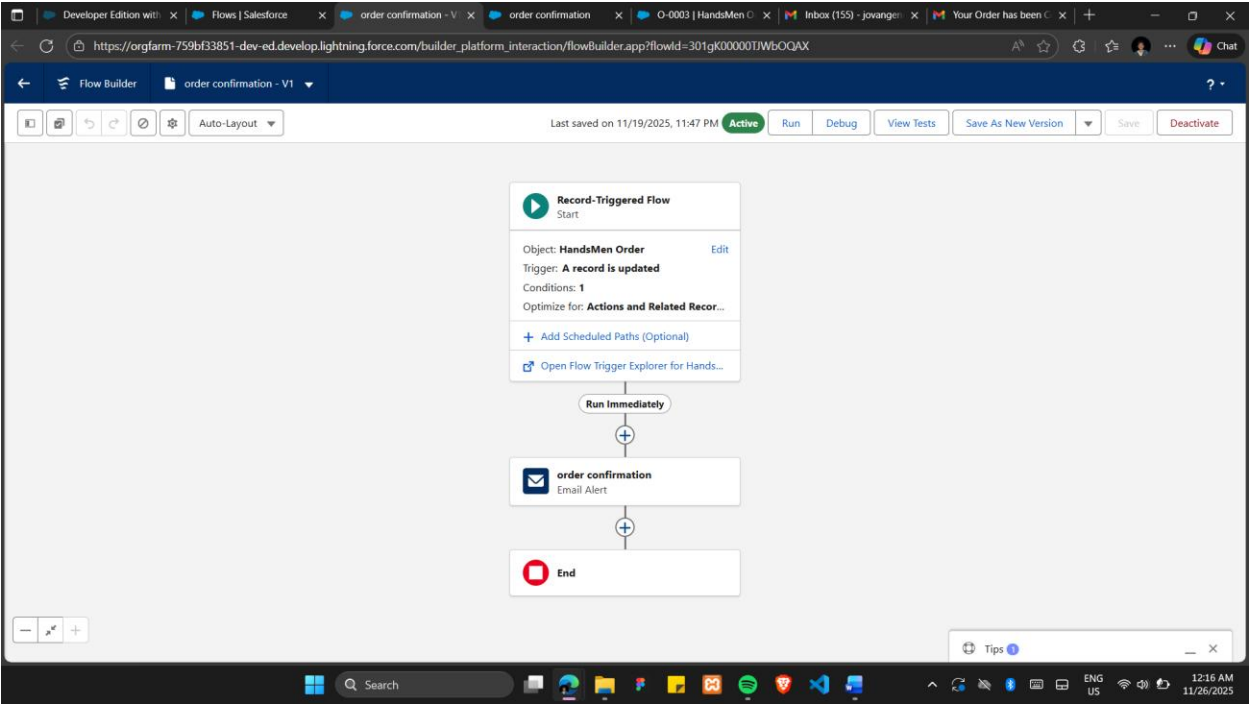 Developer Edition with
Flows | Salesforce
order confirmation - V
order confirmation
O-0003 | HandsMen O
Inbox (155) - jovangen
Your Order has been C
https://orgfarm-759bf33851-dev-ed.develop.lightning.force.com/builder_platform_interaction/flowBuilder.app?flowId=301gK00000TJWbOQAX
Chat
Flow Builder
order confirmation - V1
?
Auto-Layout
Last saved on 11/19/2025, 11:47 PM
Active
Run
Debug
View Tests
Save As New Version
Save
Deactivate
Record-Triggered Flow
Start
Object: HandsMen Order
Edit
Trigger: A record is updated
Conditions: 1
Optimize for: Actions and Related Recor...
+ Add Scheduled Paths (Optional)
Open Flow Trigger Explorer for Hands...
Run Immediately
order confirmation
Email Alert
End
Tips 1
Search
ENG
US
12:16 AM
11/26/2025